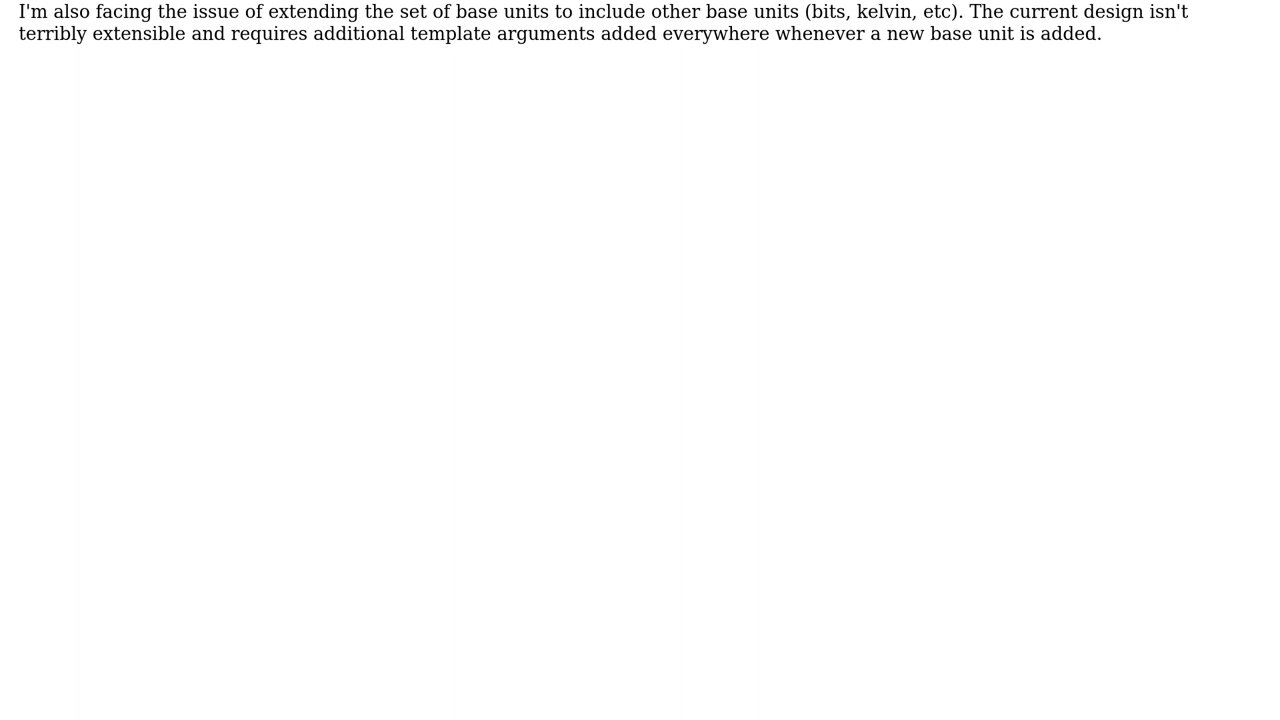 I'm also facing the issue of extending the set of base units to include other base units (bits, kelvin, etc). The current design isn't
terribly extensible and requires additional template arguments added everywhere whenever a new base unit is added.